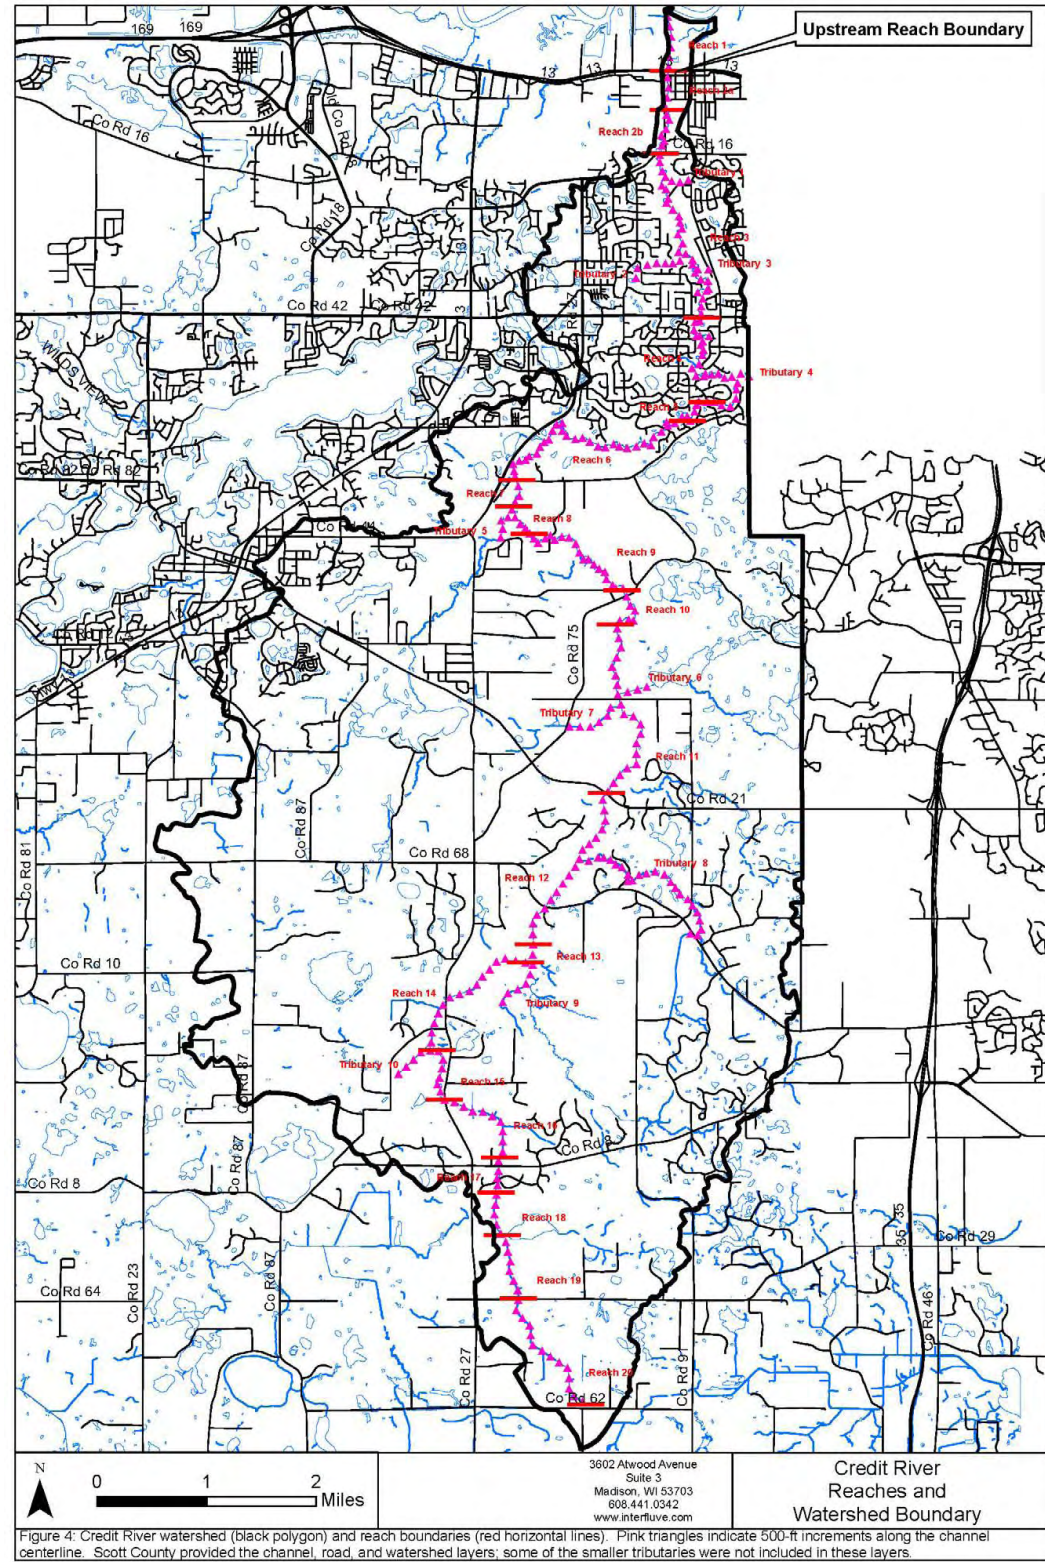 169 169
Upstream Reach Boundary
Reach 1
13 13 13 13
Reach 2a
Co Rd 16
Reach 2b
Co Rd 16
Tributary 1
Co Rd 18
Reach 3
Tributary 3
Tributary 2
13
Co Rd 42 Co Rd 42
Co Rd 27
WILDS VIEW
Tributary 4
Reach 6
Co Rd 82 Co Rd 82
Reach 7
Reach 8
Co Rd 44
Tributary 5
Reach 9
Reach 10
Co Rd 12
Co Rd 75
Tributary 6
Tributary 7
Reach 11
Co Rd 21
Co Rd 87
Co Rd 68
Tributary 8
Co Rd 81
Reach 12
Co Rd 10
Reach 13
Reach 14
Tributary 9
Tributary 10
Co Rd 87
Reach 15
Reach 16
Co Rd 8
Co Rd 87
Reach 17
Co Rd 8
Reach 18
35 35
Co Rd 29
Co Rd 87
Co Rd 23
Reach 19
Co Rd 64
Co Rd 46
Co Rd 27
Reach 20
Co Rd 91
Co Rd 62
N
0 1 2
Miles
3602 Atwood Avenue
Suite 3
Madison, WI 53703
608.441.0342
www.interfluve.com
Credit River
Reaches and
Watershed Boundary
Figure 4: Credit River watershed (black polygon) and reach boundaries (red horizontal lines). Pink triangles indicate 500-ft increments along the channel
centerline. Scott County provided the channel, road, and watershed layers; some of the smaller tributaries were not included in these layers.